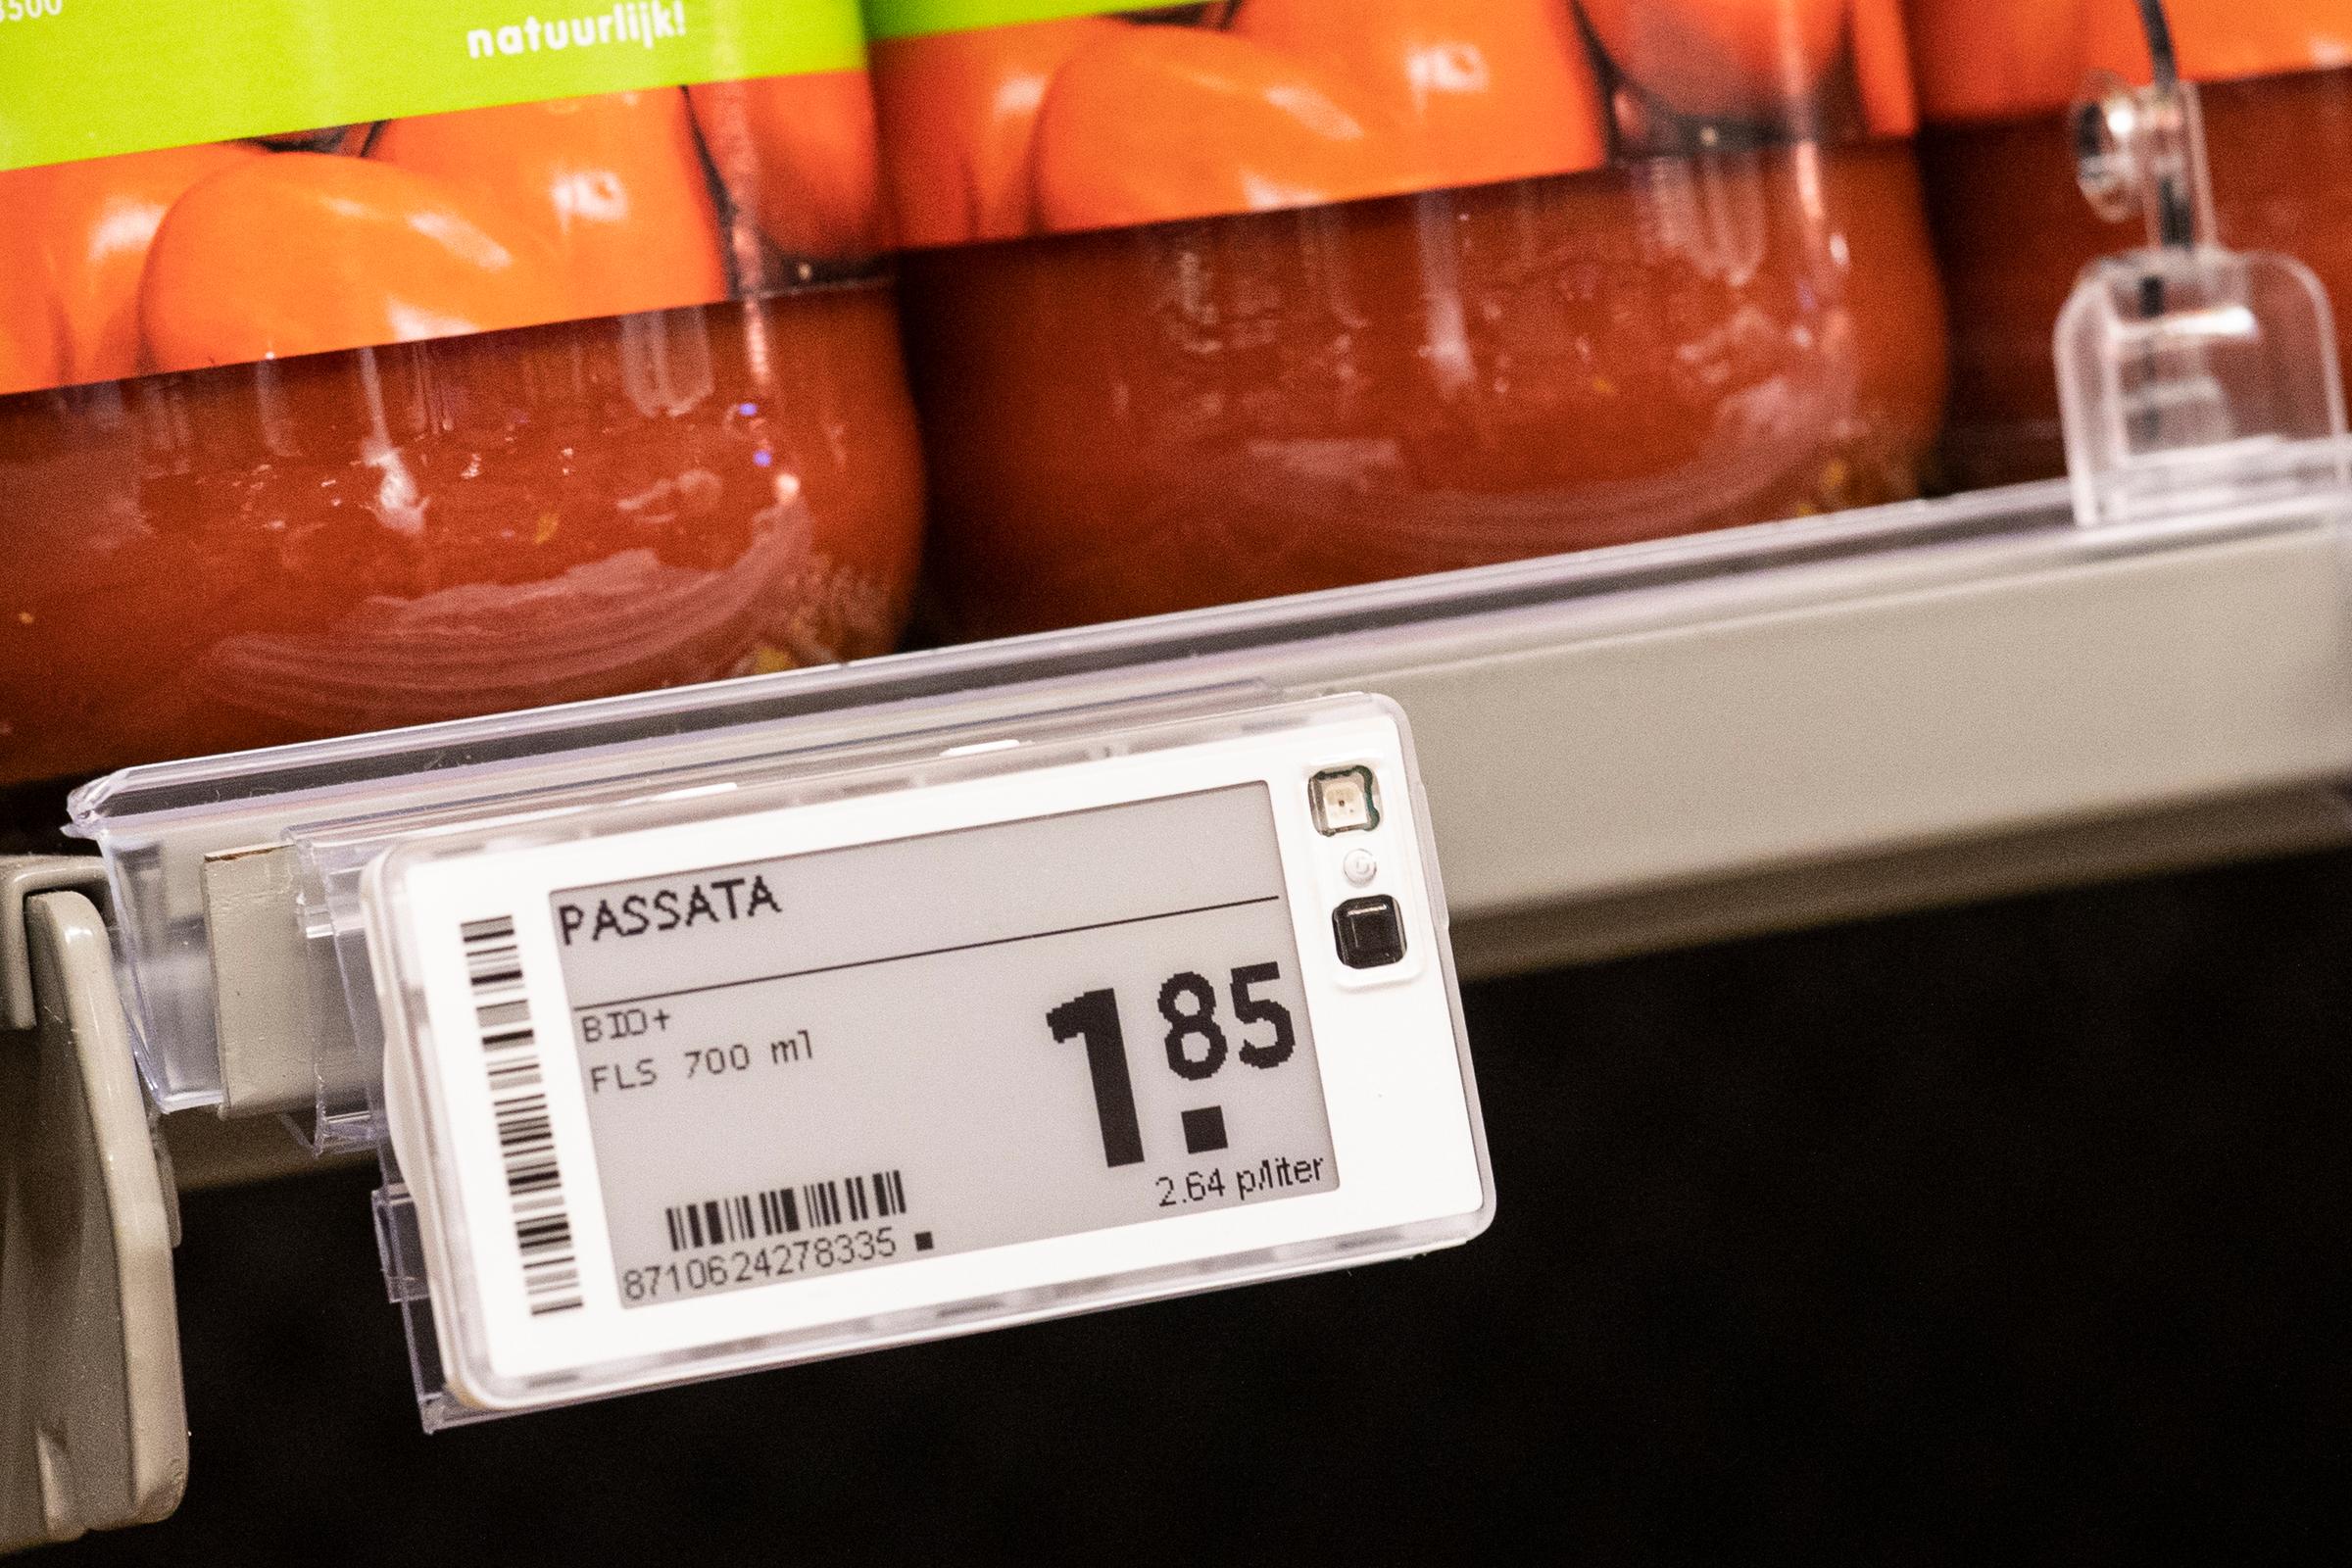 natuurlijk!
PASSATA
BIO+
FLS 700 ml
1.85
2.64 p/liter
8710624278335